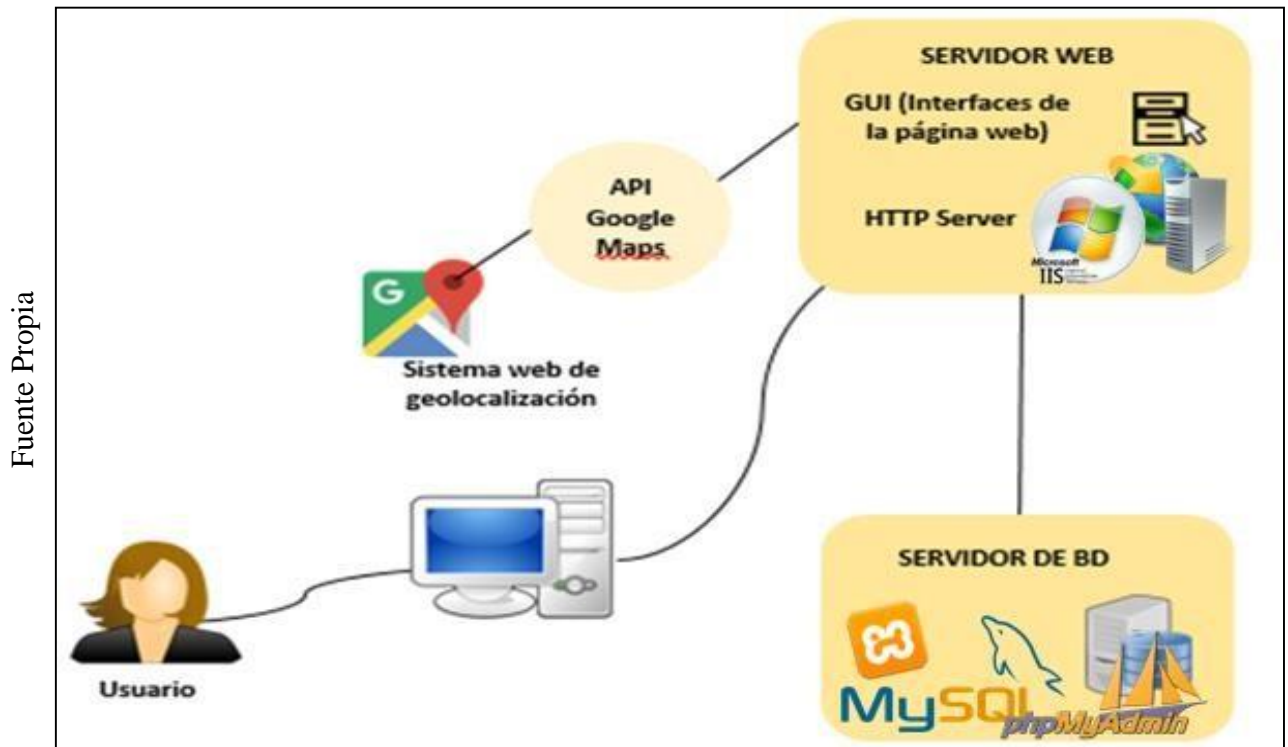 Fuente Propia
SERVIDOR WEB
GUI (Interfaces de
la página web)
HTTP Server
Microsoft
IIS
API
Google
Maps
G
Sistema web de
geolocalización
Usuario
SERVIDOR DE BD
MySQL
phpMyAdmin